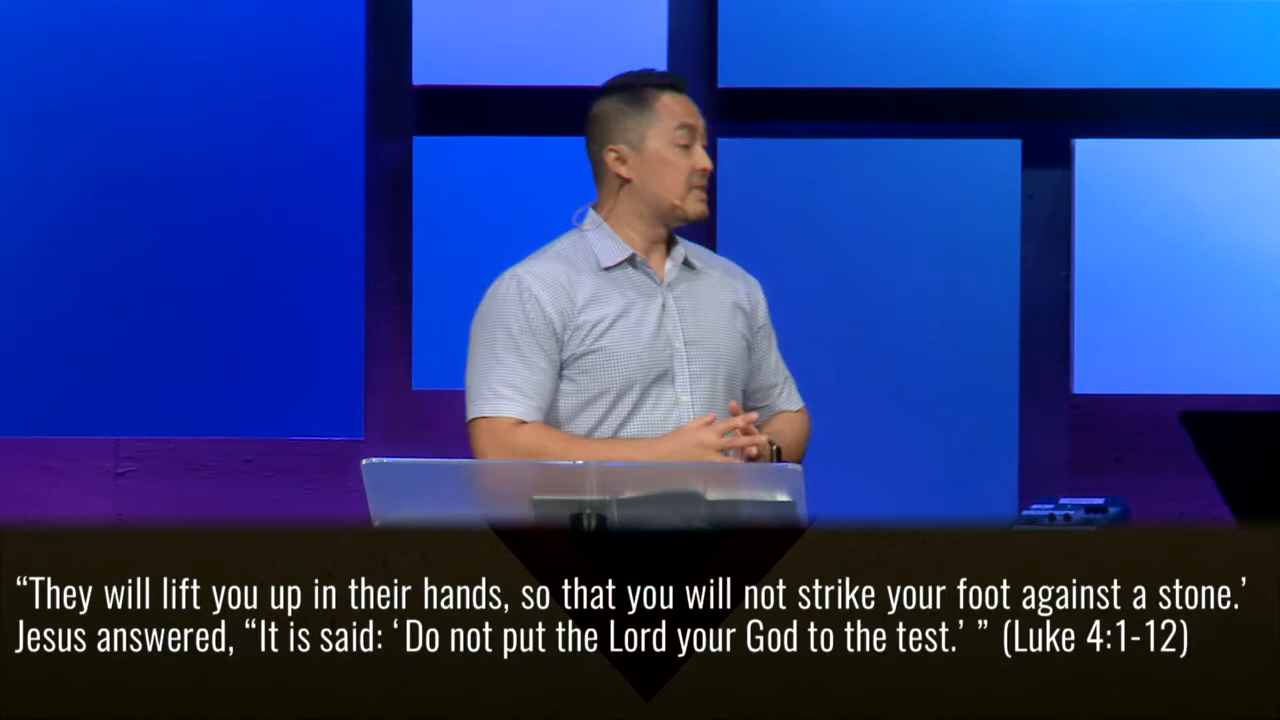 “They will lift you up in their hands, so that you will not strike your foot against a stone.’
Jesus answered, “It is said: ‘Do not put the Lord your God to the test.’ ” (Luke 4:1-12)